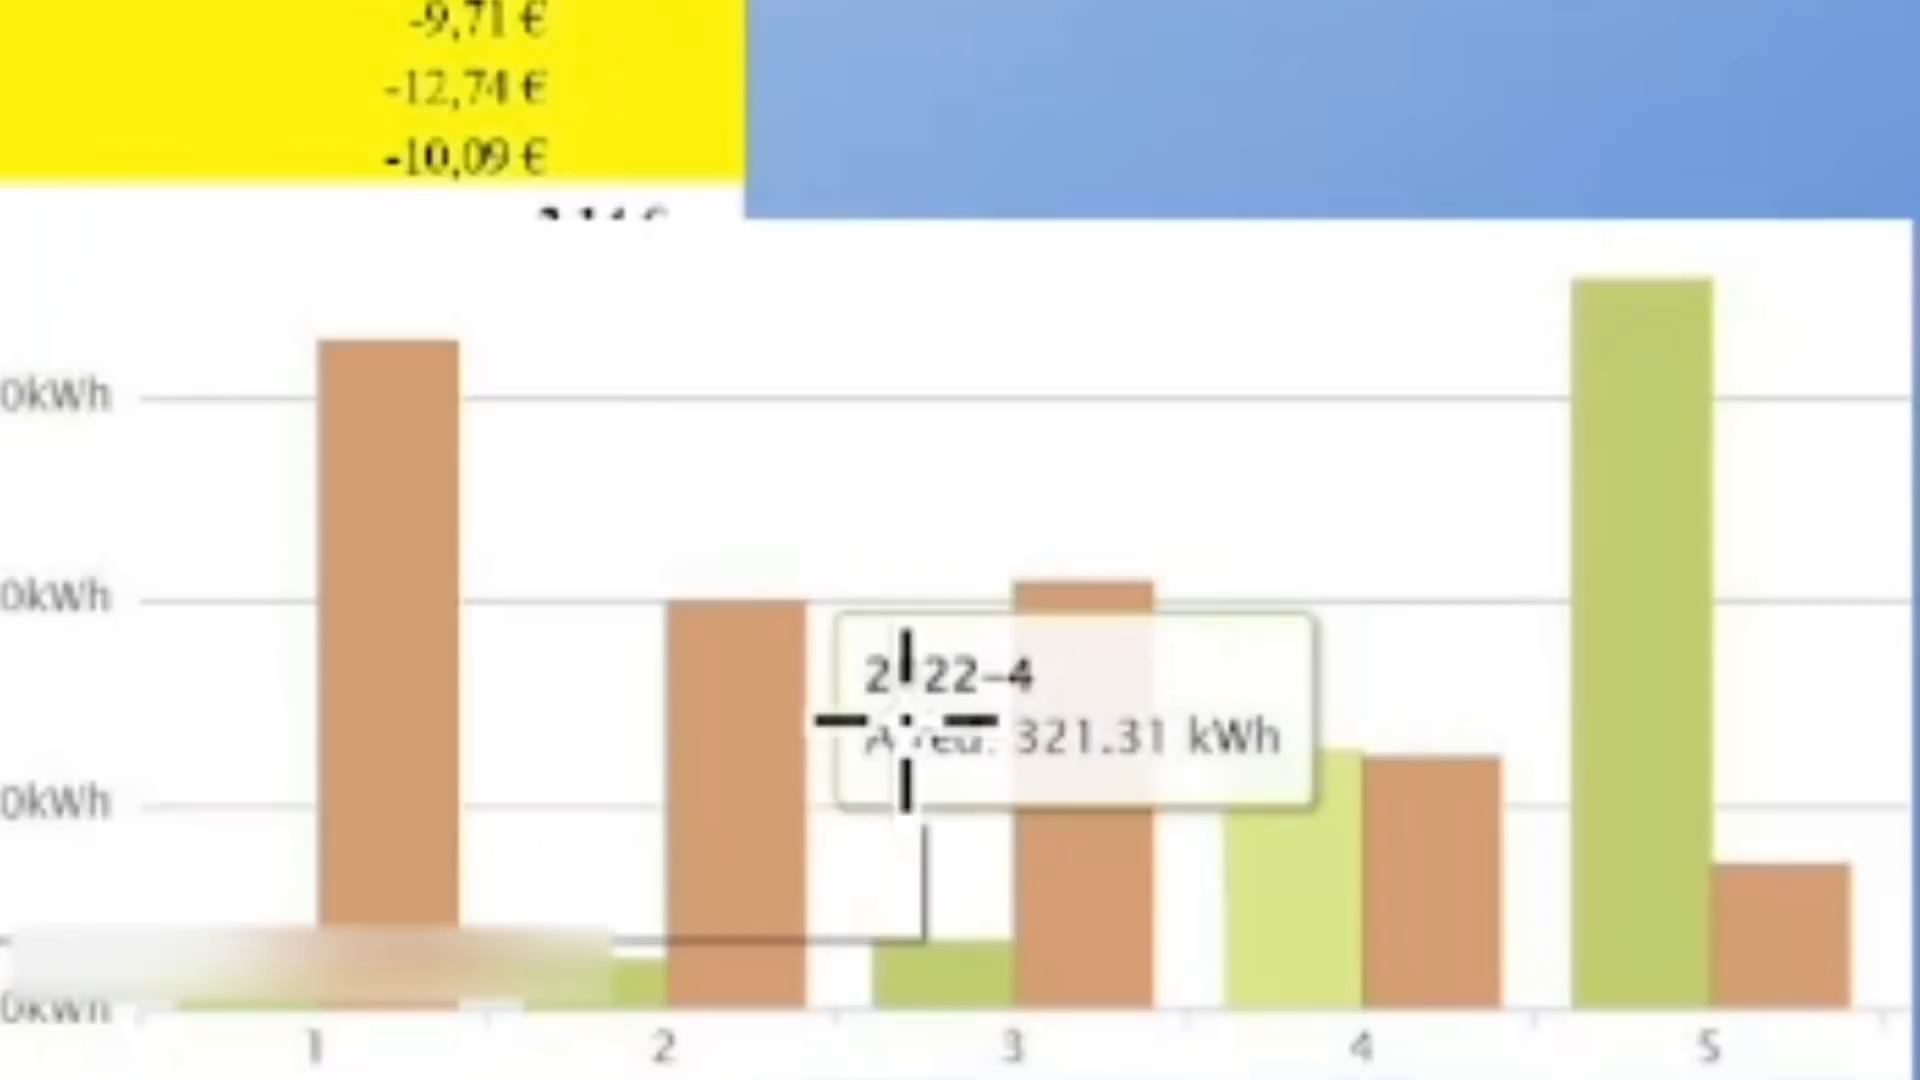 -9,71 €
-12,74 €
-10,09 €
0kWh
0kWh
22-4
321.31 kWh
0kWh
0kWh
1 2 3 4 5